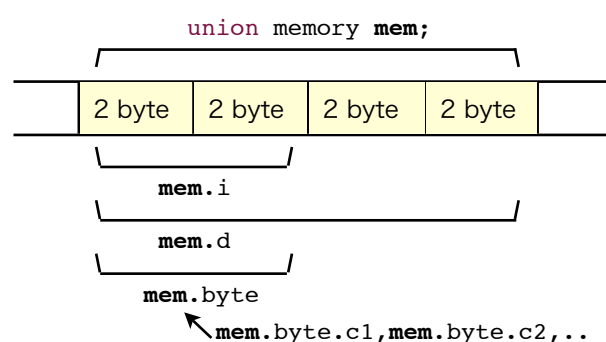 union memory mem;
2 byte 2 byte 2 byte 2 byte
mem.i
mem.d
mem.byte
mem.byte.c1,mem.byte.c2,..